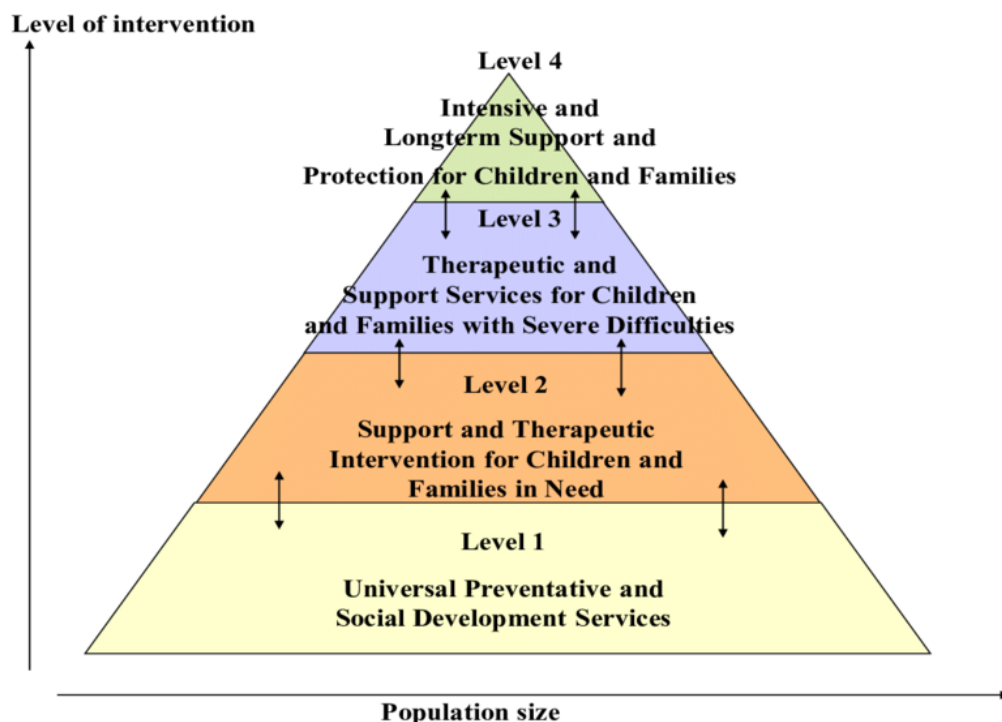 Level of intervention
Level 4
Intensive and
Longterm Support and
Protection for Children and Families
Level 3
Therapeutic and
Support Services for Children
and Families with Severe Difficulties
Level 2
Support and Therapeutic
Intervention for Children and
Families in Need
Level 1
Universal Preventative and
Social Development Services
Population size